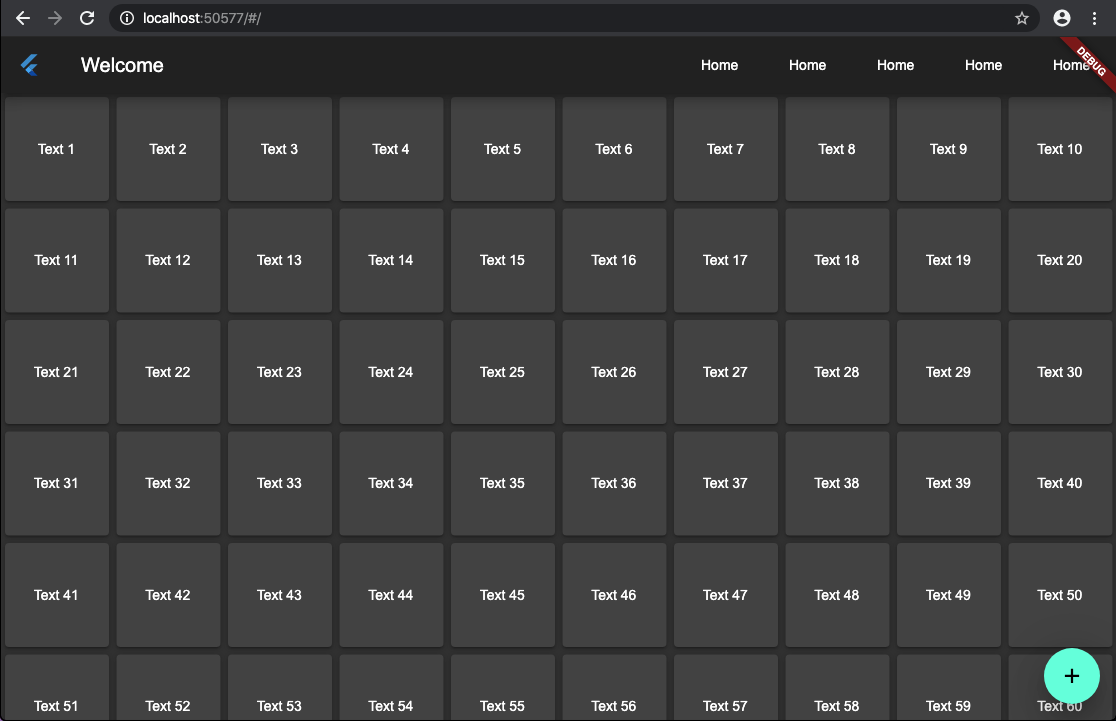 localhost:50577/#/
Welcome Home Home Home Home Home DEBUG
Text 1 Text 2 Text 3 Text 4 Text 5 Text 6 Text 7 Text 8 Text 9 Text 10
Text 11 Text 12 Text 13 Text 14 Text 15 Text 16 Text 17 Text 18 Text 19 Text 20
Text 21 Text 22 Text 23 Text 24 Text 25 Text 26 Text 27 Text 28 Text 29 Text 30
Text 31 Text 32 Text 33 Text 34 Text 35 Text 36 Text 37 Text 38 Text 39 Text 40
Text 41 Text 42 Text 43 Text 44 Text 45 Text 46 Text 47 Text 48 Text 49 Text 50
Text 51 Text 52 Text 53 Text 54 Text 55 Text 56 Text 57 Text 58 Text 59 Text 60